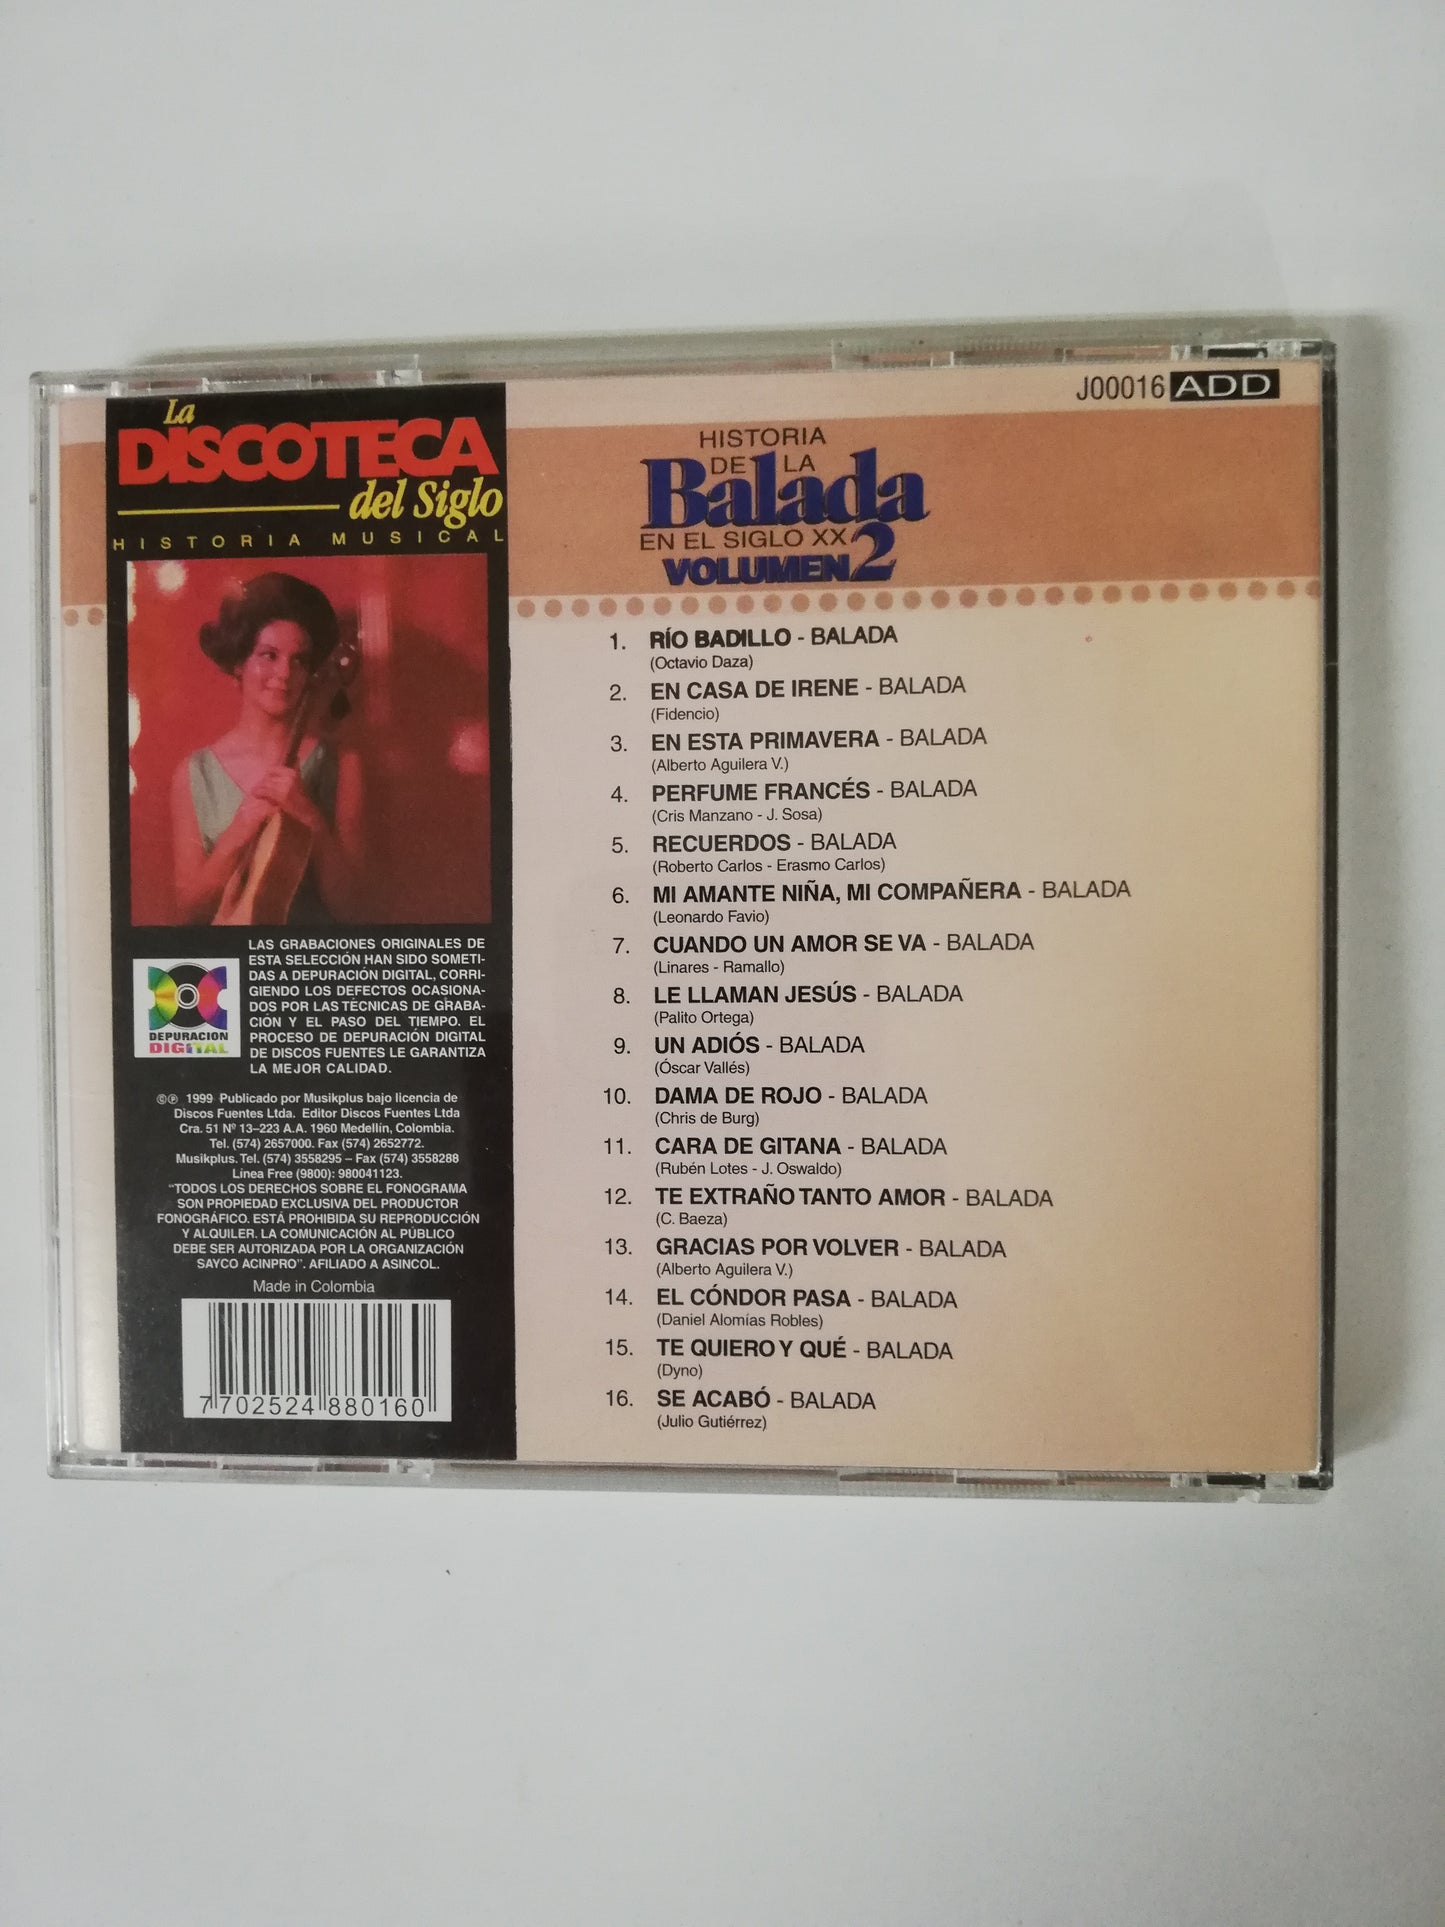 La
DISCOTECA
del Siglo
HISTORIA MUSICAL
LAS GRABACIONES ORIGINALES DE
ESTA SELECCIÓN HAN SIDO SOMETI-
DAS A DEPURACIÓN DIGITAL, CORRI-
GIENDO LOS DEFECTOS OCASIONA-
DOS POR LAS TÉCNICAS DE GRABA-
CIÓN Y EL PASO DEL TIEMPO. EL
PROCESO DE DEPURACIÓN DIGITAL
DE DISCOS FUENTES LE GARANTIZA
LA MEJOR CALIDAD.
DEPURACION
DIGITAL
©℗ 1999 Publicado por Musikplus bajo licencia de
Discos Fuentes Ltda. Editor Discos Fuentes Ltda
Cra. 51 Nº 13–223 A.A. 1960 Medellín, Colombia.
Tel. (574) 2657000. Fax (574) 2652772.
Musikplus. Tel. (574) 3558295 – Fax (574) 3558288
Línea Free (9800): 980041123.
"TODOS LOS DERECHOS SOBRE EL FONOGRAMA
SON PROPIEDAD EXCLUSIVA DEL PRODUCTOR
FONOGRÁFICO. ESTÁ PROHIBIDA SU REPRODUCCIÓN
Y ALQUILER. LA COMUNICACIÓN AL PÚBLICO
DEBE SER AUTORIZADA POR LA ORGANIZACIÓN
SAYCO ACINPRO". AFILIADO A ASINCOL.
Made in Colombia
7 702524 880160
J00016 ADD
HISTORIA
DE LA
Balada
EN EL SIGLO XX
VOLUMEN 2
1. RÍO BADILLO - BALADA
(Octavio Daza)
2. EN CASA DE IRENE - BALADA
(Fidencio)
3. EN ESTA PRIMAVERA - BALADA
(Alberto Aguilera V.)
4. PERFUME FRANCÉS - BALADA
(Cris Manzano - J. Sosa)
5. RECUERDOS - BALADA
(Roberto Carlos - Erasmo Carlos)
6. MI AMANTE NIÑA, MI COMPAÑERA - BALADA
(Leonardo Favio)
7. CUANDO UN AMOR SE VA - BALADA
(Linares - Ramallo)
8. LE LLAMAN JESÚS - BALADA
(Palito Ortega)
9. UN ADIÓS - BALADA
(Óscar Vallés)
10. DAMA DE ROJO - BALADA
(Chris de Burg)
11. CARA DE GITANA - BALADA
(Rubén Lotes - J. Oswaldo)
12. TE EXTRAÑO TANTO AMOR - BALADA
(C. Baeza)
13. GRACIAS POR VOLVER - BALADA
(Alberto Aguilera V.)
14. EL CÓNDOR PASA - BALADA
(Daniel Alomías Robles)
15. TE QUIERO Y QUÉ - BALADA
(Dyno)
16. SE ACABÓ - BALADA
(Julio Gutiérrez)